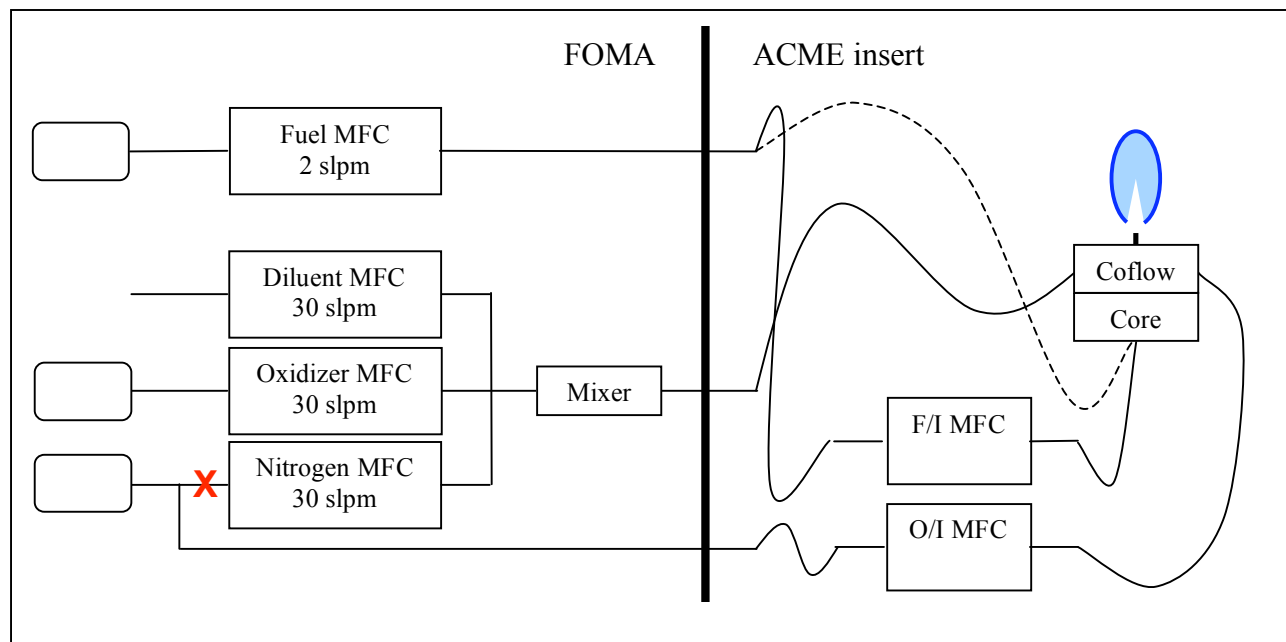 FOMA
ACME insert
Fuel MFC
2 slpm
Diluent MFC
30 slpm
Oxidizer MFC
30 slpm
Mixer
Nitrogen MFC
30 slpm
X
Coflow
Core
F/I MFC
O/I MFC